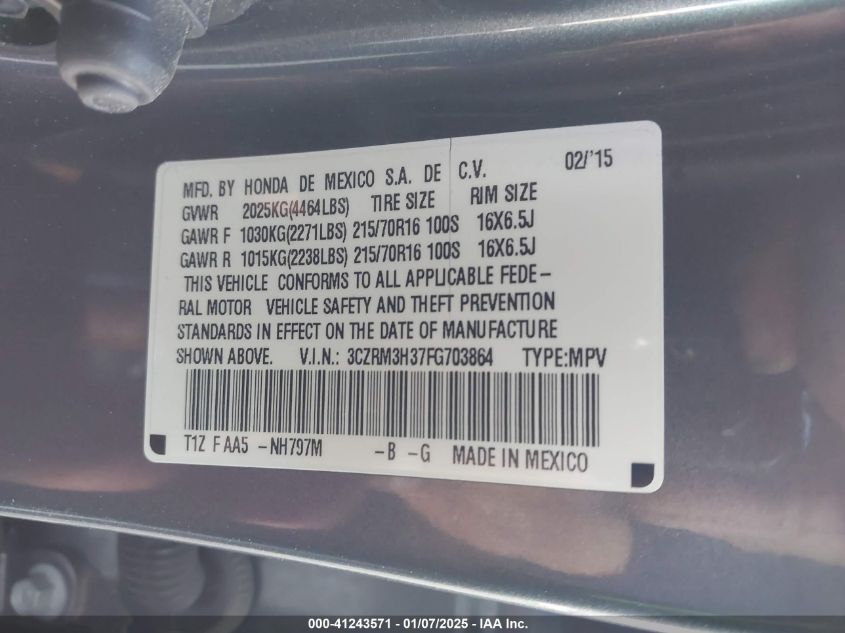 MFD. BY HONDA DE MEXICO S.A. DE C.V. 02/'15
GVWR 2025KG(4464LBS) TIRE SIZE RIM SIZE
GAWR F 1030KG(2271LBS) 215/70R16 100S 16X6.5J
GAWR R 1015KG(2238LBS) 215/70R16 100S 16X6.5J
THIS VEHICLE CONFORMS TO ALL APPLICABLE FEDE-
RAL MOTOR VEHICLE SAFETY AND THEFT PREVENTION
STANDARDS IN EFFECT ON THE DATE OF MANUFACTURE
SHOWN ABOVE. V.I.N.: 3CZRM3H37FG703864 TYPE:MPV
T1Z F AA5 -NH797M -B -G MADE IN MEXICO
000-41243571 | 01/07/2025 | IAA Inc.